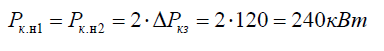 Pк.н1 = Pк.н2 = 2 · ΔPкз = 2 · 120 = 240кВт